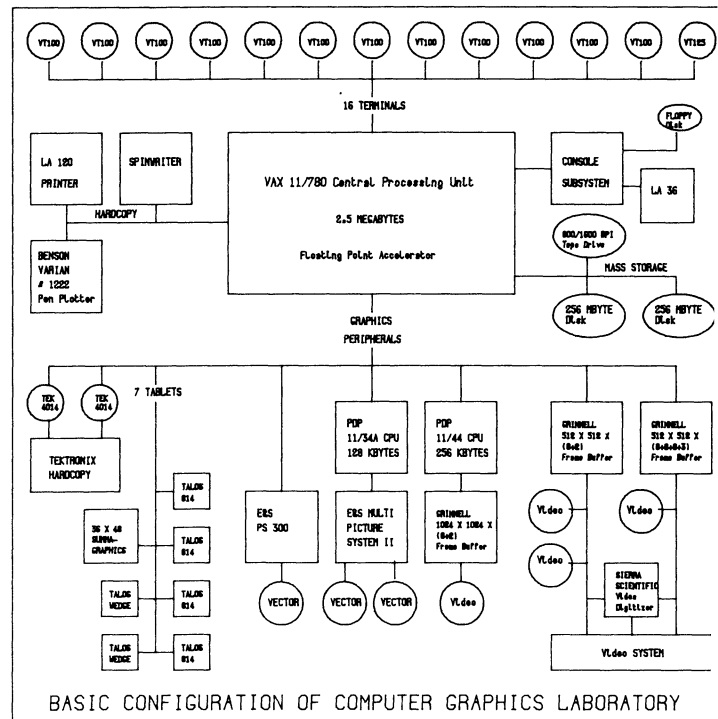 VT100 VT100 VT100 VT100 VT100 VT100 VT100 VT100 VT100 VT100 VT100 VT100 VT125
16 TERMINALS
LA 120
PRINTER
SPINWRITER
HARDCOPY
BENSON
VARIAN
# 1222
Pen Plotter
VAX 11/780 Central Processing Unit
2.5 MEGABYTES
Floating Point Accelerator
CONSOLE
SUBSYSTEM
FLOPPY
Disk
LA 36
800/1600 BPI
Tape Drive
MASS STORAGE
256 MBYTE
Disk
256 MBYTE
Disk
GRAPHICS
PERIPHERALS
TEK
4014
TEK
4014
TEKTRONIX
HARDCOPY
7 TABLETS
TALOS
614
36 X 48
SUMMA-
GRAPHICS
TALOS
614
TALOS
WEDGE
TALOS
614
TALOS
WEDGE
TALOS
614
E&S
PS 300
VECTOR
PDP
11/34A CPU
128 KBYTES
E&S MULTI
PICTURE
SYSTEM II
VECTOR
VECTOR
PDP
11/44 CPU
256 KBYTES
GRINNELL
1024 X 1024 X
(8+2)
Frame Buffer
Video
GRINNELL
512 X 512 X
(8+2)
Frame Buffer
GRINNELL
512 X 512 X
(8+8+8+3)
Frame Buffer
Video
Video
Video
SIERRA
SCIENTIFIC
Video
Digitizer
Video SYSTEM
BASIC CONFIGURATION OF COMPUTER GRAPHICS LABORATORY